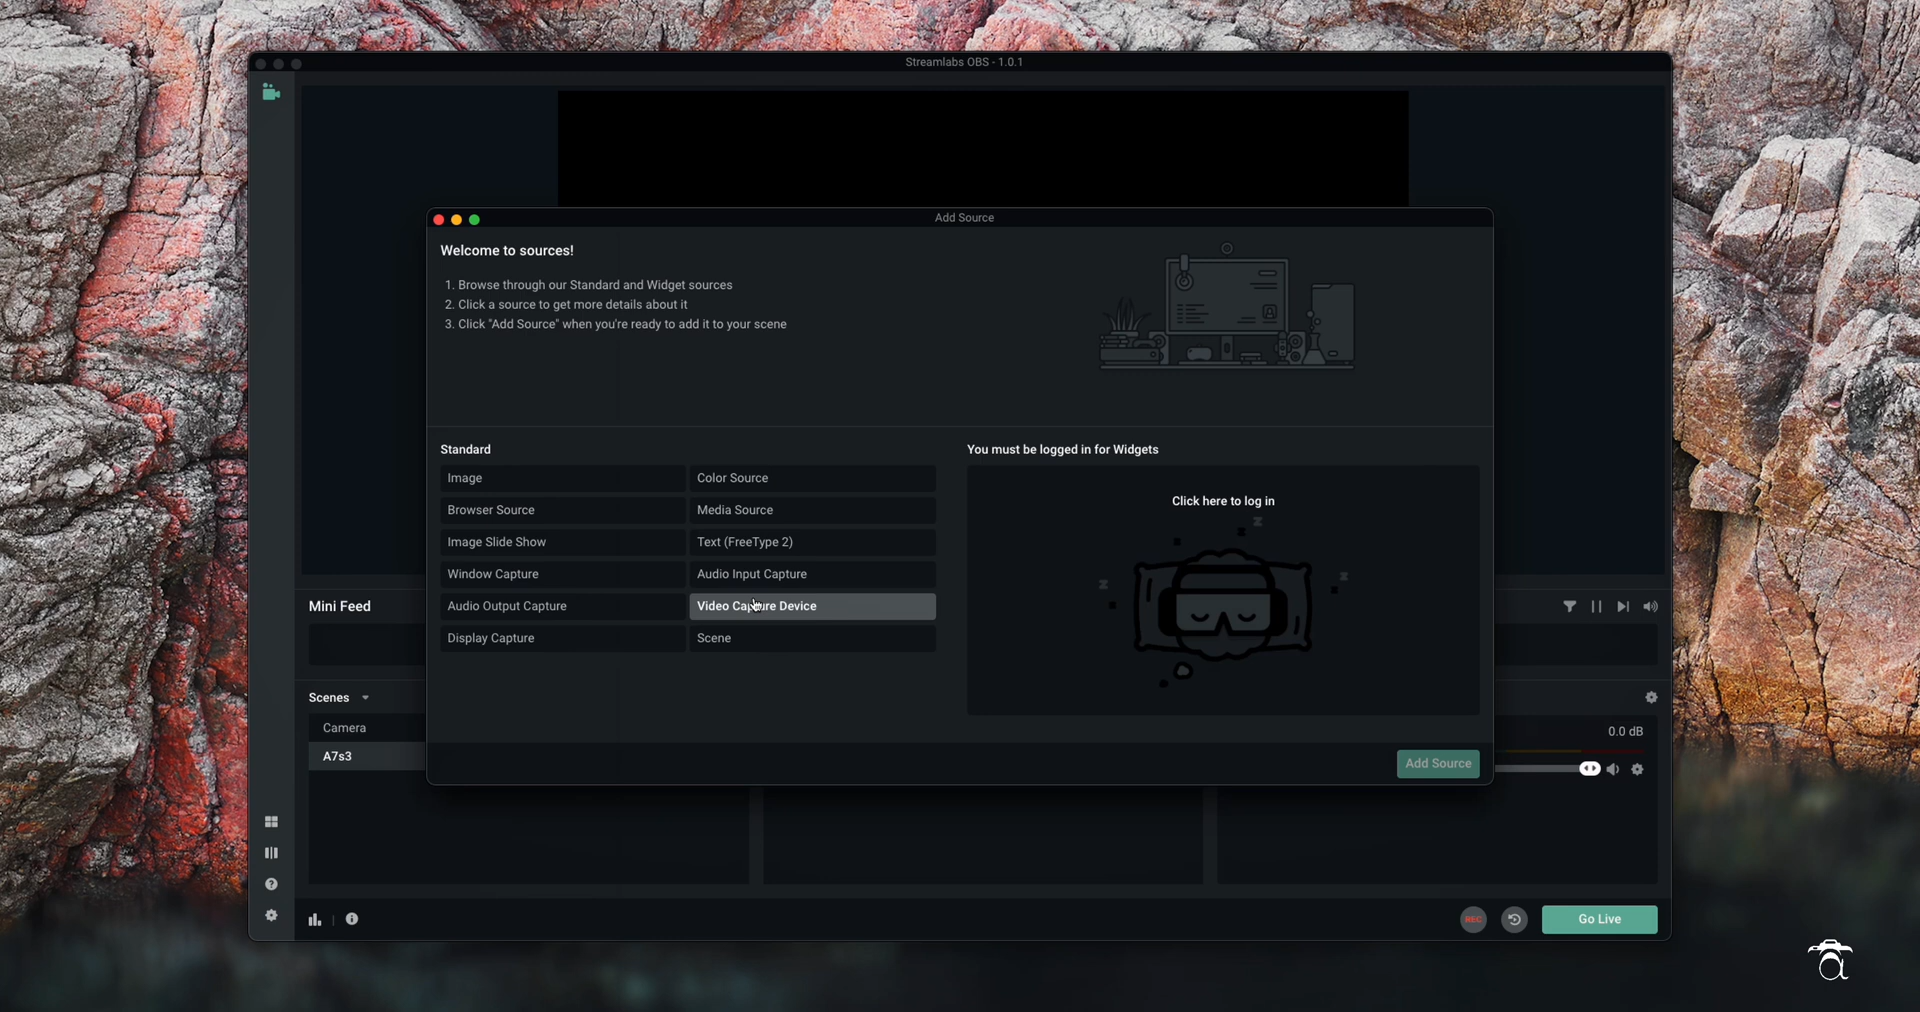 Streamlabs OBS - 1.0.1
Add Source
Welcome to sources!
1. Browse through our Standard and Widget sources
2. Click a source to get more details about it
3. Click "Add Source" when you're ready to add it to your scene
Standard
Image
Color Source
Browser Source
Media Source
Image Slide Show
Text (FreeType 2)
Window Capture
Audio Input Capture
Audio Output Capture
Video Capture Device
Display Capture
Scene
You must be logged in for Widgets
Click here to log in
z
z
z
z
Add Source
Mini Feed
Scenes
Camera
A7s3
0.0 dB
REC
Go Live